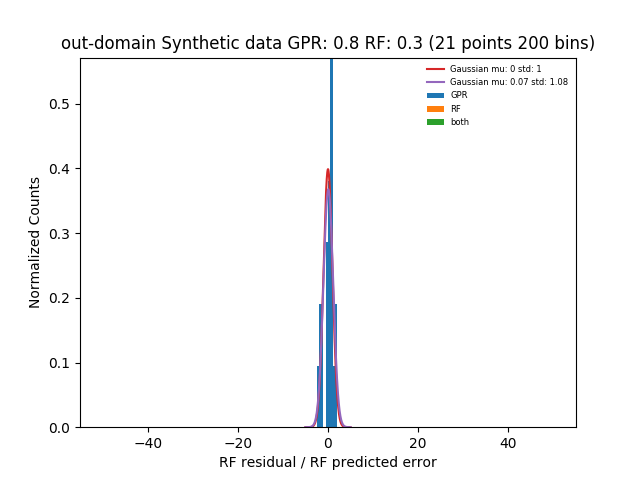 out-domain Synthetic data GPR: 0.8 RF: 0.3 (21 points 200 bins)
Gaussian mu: 0 std: 1
Gaussian mu: 0.07 std: 1.08
GPR
RF
both
Normalized Counts
0.5
0.4
0.3
0.2
0.1
0.0
−40 −20 0 20 40
RF residual / RF predicted error